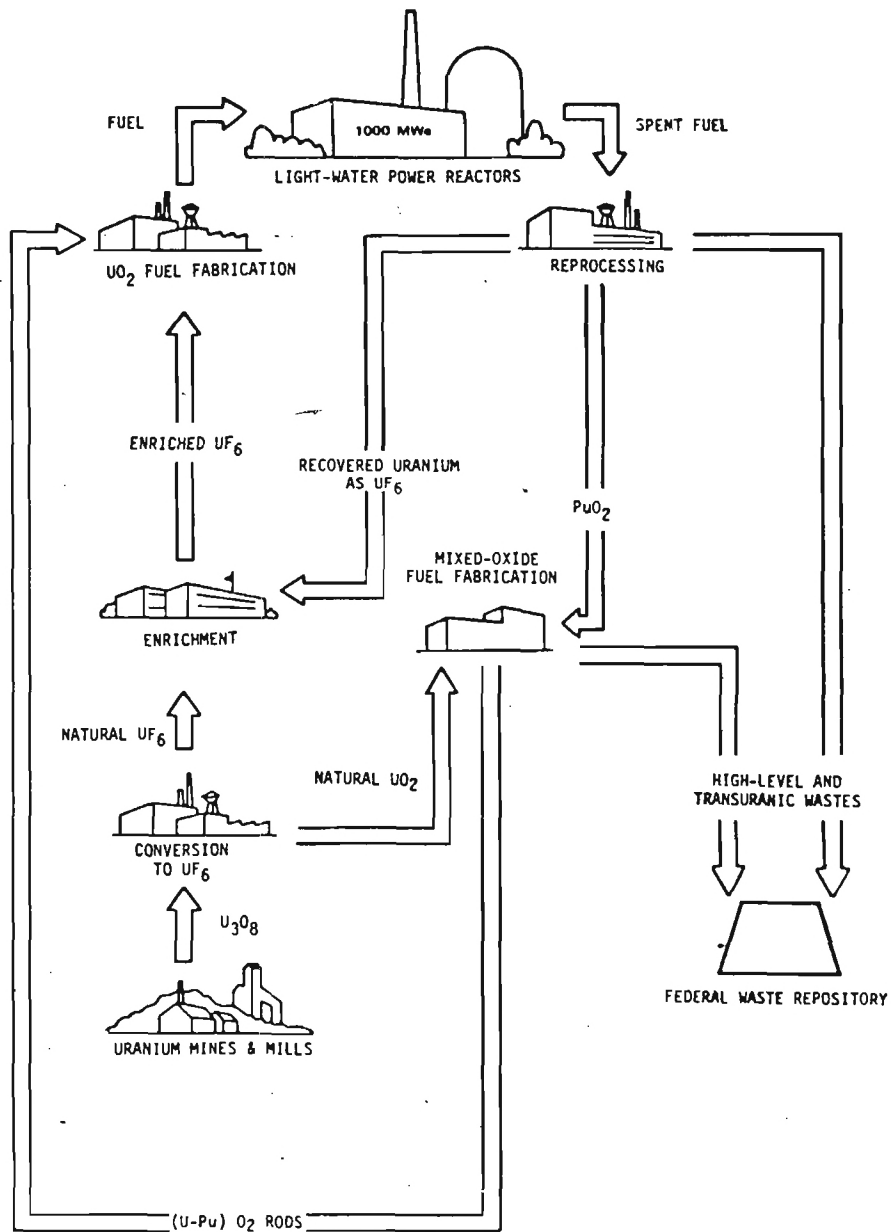 FUEL
1000 MWe
SPENT FUEL
LIGHT-WATER POWER REACTORS
UO2 FUEL FABRICATION
REPROCESSING
ENRICHED UF6
RECOVERED URANIUM
AS UF6
PuO2
MIXED-OXIDE
FUEL FABRICATION
ENRICHMENT
NATURAL UF6
NATURAL UO2
HIGH-LEVEL AND
TRANSURANIC WASTES
CONVERSION
TO UF6
U3O8
FEDERAL WASTE REPOSITORY
URANIUM MINES & MILLS
(U-Pu) O2 RODS